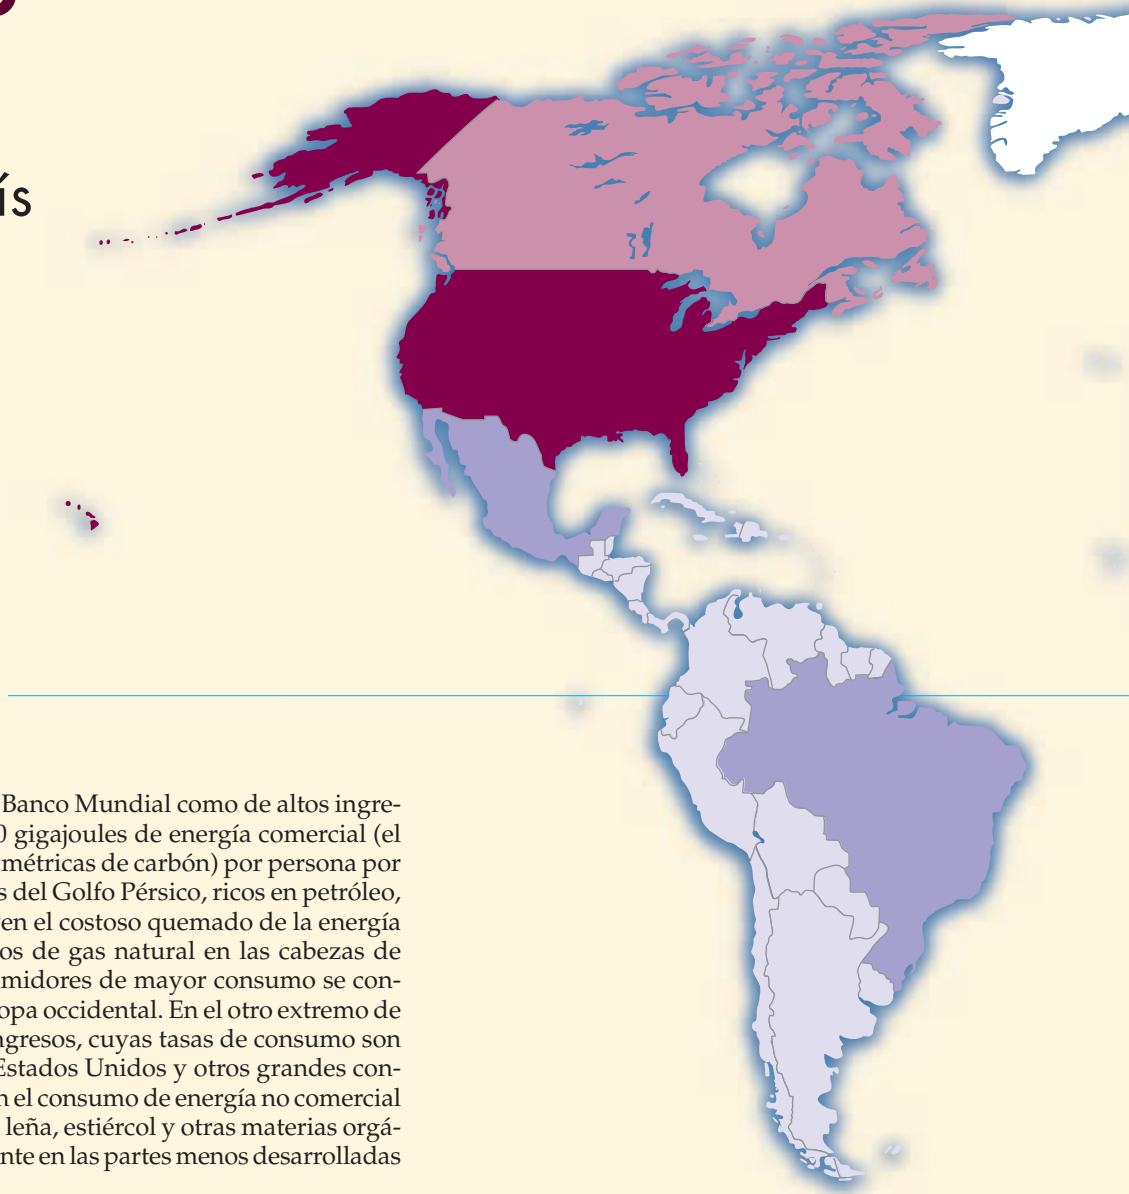 ís
Banco Mundial como de altos ingre-
0 gigajoules de energía comercial (el
métricas de carbón) por persona por
s del Golfo Pérsico, ricos en petróleo,
en el costoso quemado de la energía
os de gas natural en las cabezas de
midores de mayor consumo se con-
opa occidental. En el otro extremo de
ngresos, cuyas tasas de consumo son
Estados Unidos y otros grandes con-
n el consumo de energía no comercial
leña, estiércol y otras materias orgá-
nte en las partes menos desarrolladas